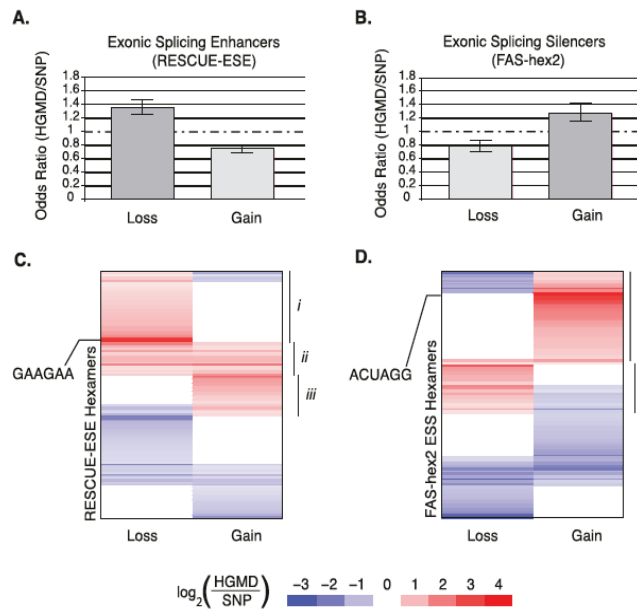 A.
Exonic Splicing Enhancers
(RESCUE-ESE)
Odds Ratio (HGMD/SNP)
1.8
1.6
1.4
1.2
1
0.8
0.6
0.4
0.2
0
Loss
Gain
B.
Exonic Splicing Silencers
(FAS-hex2)
Odds Ratio (HGMD/SNP)
1.8
1.6
1.4
1.2
1
0.8
0.6
0.4
0.2
0
Loss
Gain
C.
RESCUE-ESE Hexamers
GAAGAA
i
ii
iii
Loss
Gain
D.
FAS-hex2 ESS Hexamers
ACUAGG
Loss
Gain
log2(HGMD/SNP)
-3 -2 -1 0 1 2 3 4